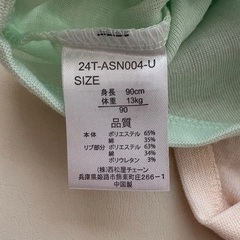 24T-ASN004-U
SIZE
身長 90cm
体重 13kg
90
品質
本体 ポリエステル 65%
綿 35%
リブ部分 ポリエステル 63%
綿 34%
ポリウレタン 3%
(株)西松屋チェーン
兵庫県姫路市飾東町庄266-1
中国製